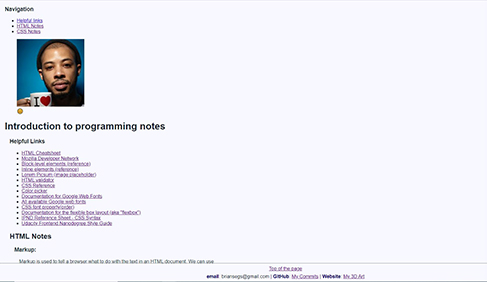 Navigation
Helpful links
HTML Notes
CSS Notes
I
Introduction to programming notes
Helpful Links
HTML Cheatsheet
Mozilla Developer Network
Block-level elements (reference)
Inline elements (reference)
Lorem Picsum (image placeholder)
HTML validator
CSS Reference
Color picker
Documentation for Google Web Fonts
All available Google web fonts
CSS font property(order)
Documentation for the flexible box layout (aka "flexbox")
IPND Reference Sheet - CSS Syntax
Udacity Frontend Nanodegree Style Guide
HTML Notes
Markup:
Markup is used to tell a browser what to do with the text in an HTML document. We can use
Top of the page
email: briansegs@gmail.com | GitHub: My Commits | Website: My 3D Art